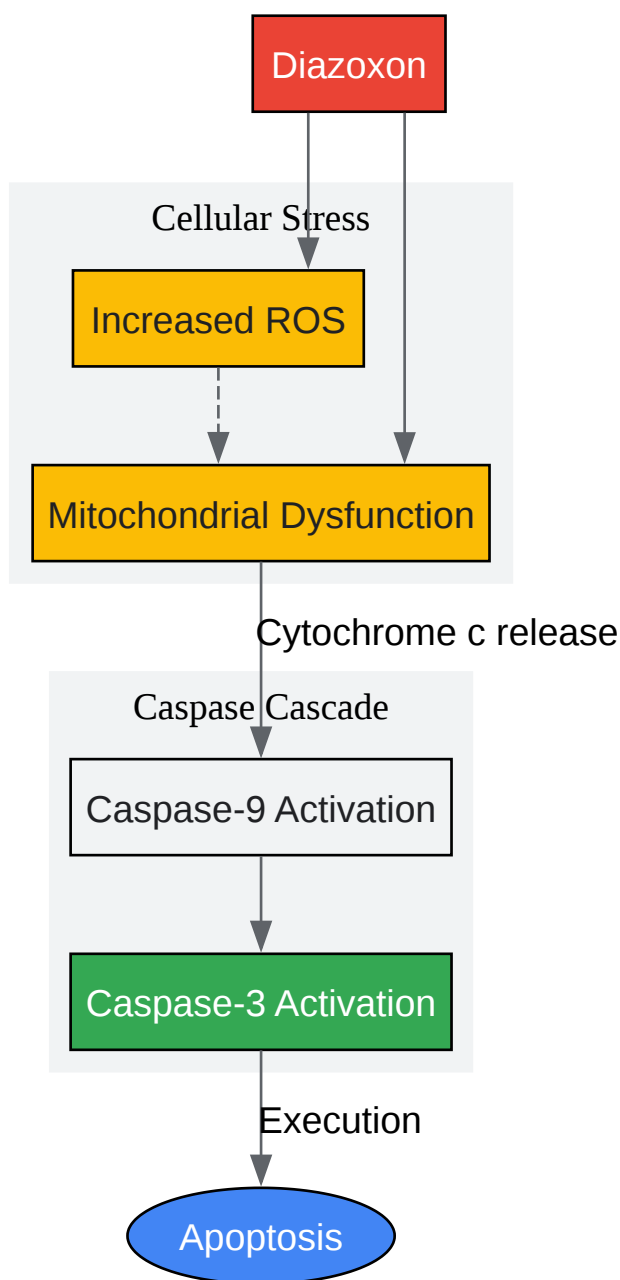 Diazoxon
Cellular Stress
Increased ROS
Mitochondrial Dysfunction
Cytochrome c release
Caspase Cascade
Caspase-9 Activation
Caspase-3 Activation
Execution
Apoptosis